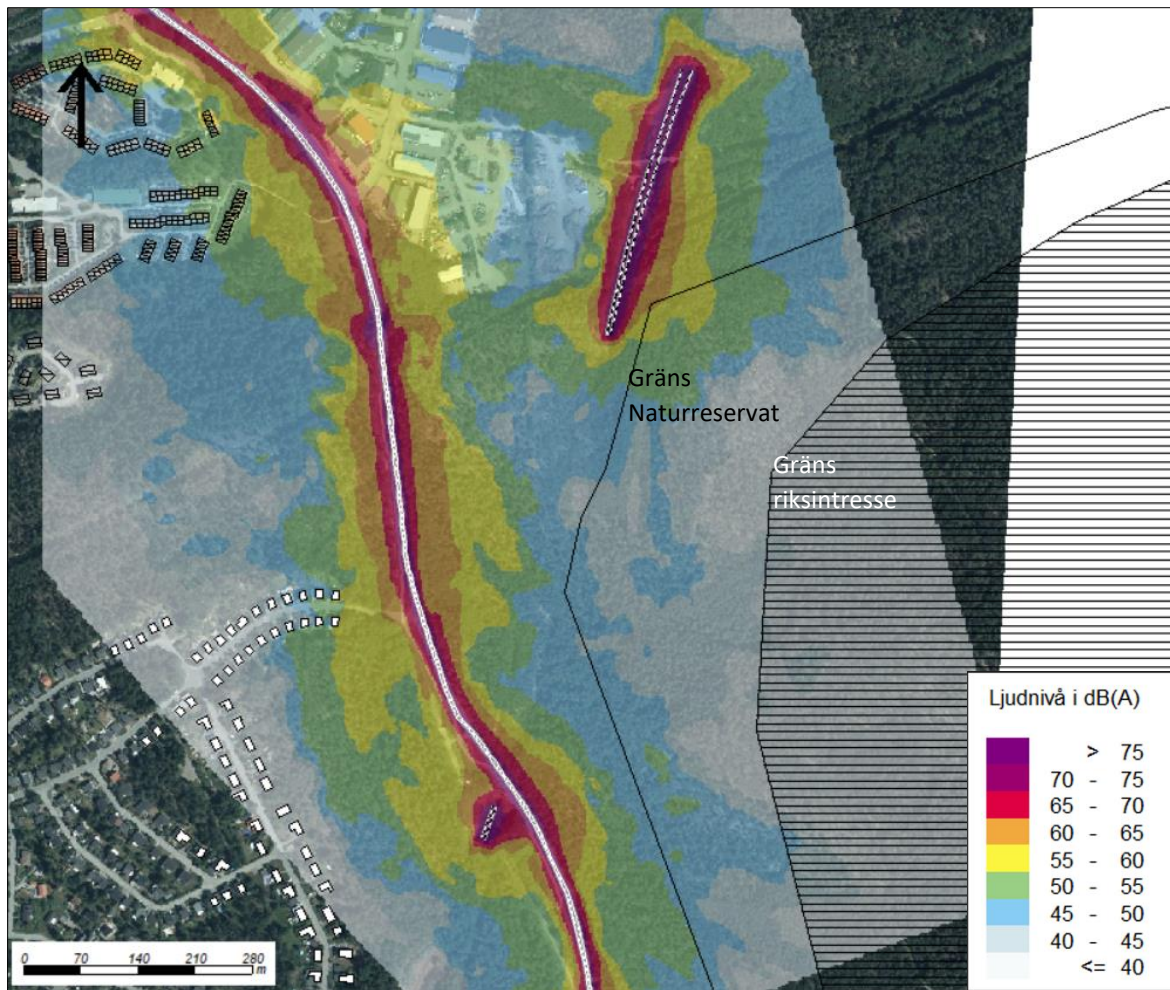 Gräns
Naturreservat
Gräns
riksintresse
Ljudnivå i dB(A)
> 75
70 - 75
65 - 70
60 - 65
55 - 60
50 - 55
45 - 50
40 - 45
<= 40
0 70 140 210 280
m